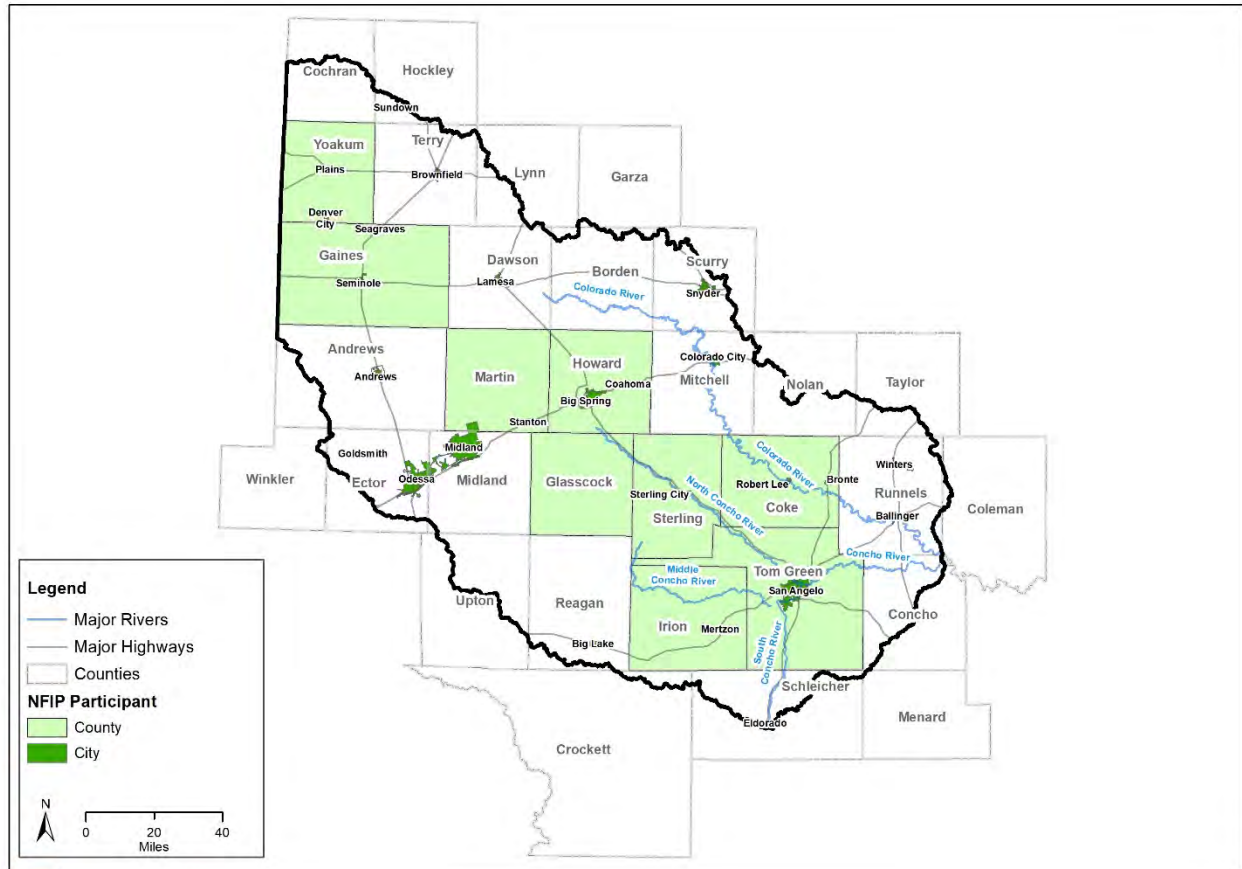 Cochran
Hockley
Sundown
Yoakum
Terry
Plains
Brownfield
Lynn
Garza
Denver
City
Seagraves
Gaines
Dawson
Borden
Scurry
Seminole
Lamesa
Snyder
Colorado River
Andrews
Andrews
Martin
Howard
Coahoma
Big Spring
Colorado City
Mitchell
Nolan
Taylor
Stanton
Goldsmith
Midland
Odessa
Winkler
Ector
Midland
Glasscock
Sterling City
Sterling
North Concho River
Colorado River
Robert Lee
Coke
Bronte
Winters
Runnels
Ballinger
Coleman
Concho River
Middle
Concho River
Tom Green
San Angelo
Upton
Reagan
Irion
Mertzon
Big Lake
South
Concho River
Concho
Schleicher
Eldorado
Menard
Crockett
Legend
Major Rivers
Major Highways
Counties
NFIP Participant
County
City
N
0 20 40
Miles